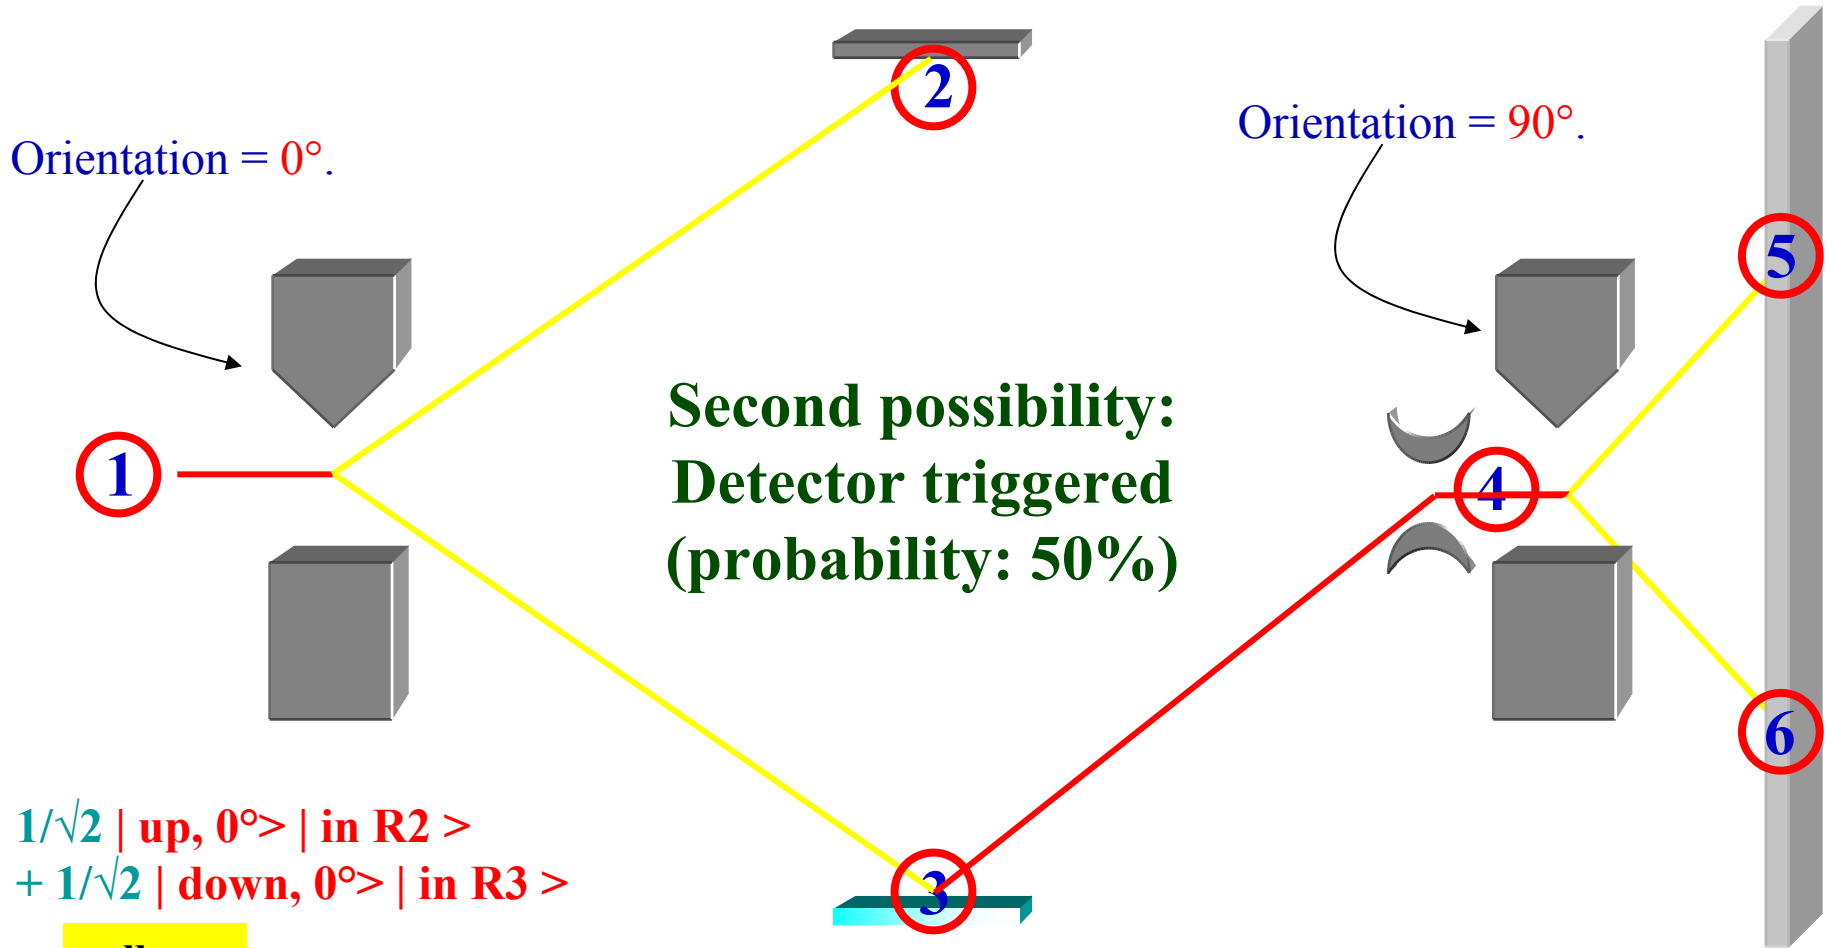 2
Orientation = 90°.
Orientation = 0°.
5
Second possibility:
Detector triggered
(probability: 50%)
1
4
6
1/√2 | up, 0°> | in R2 >
+ 1/√2 | down, 0°> | in R3 >
3